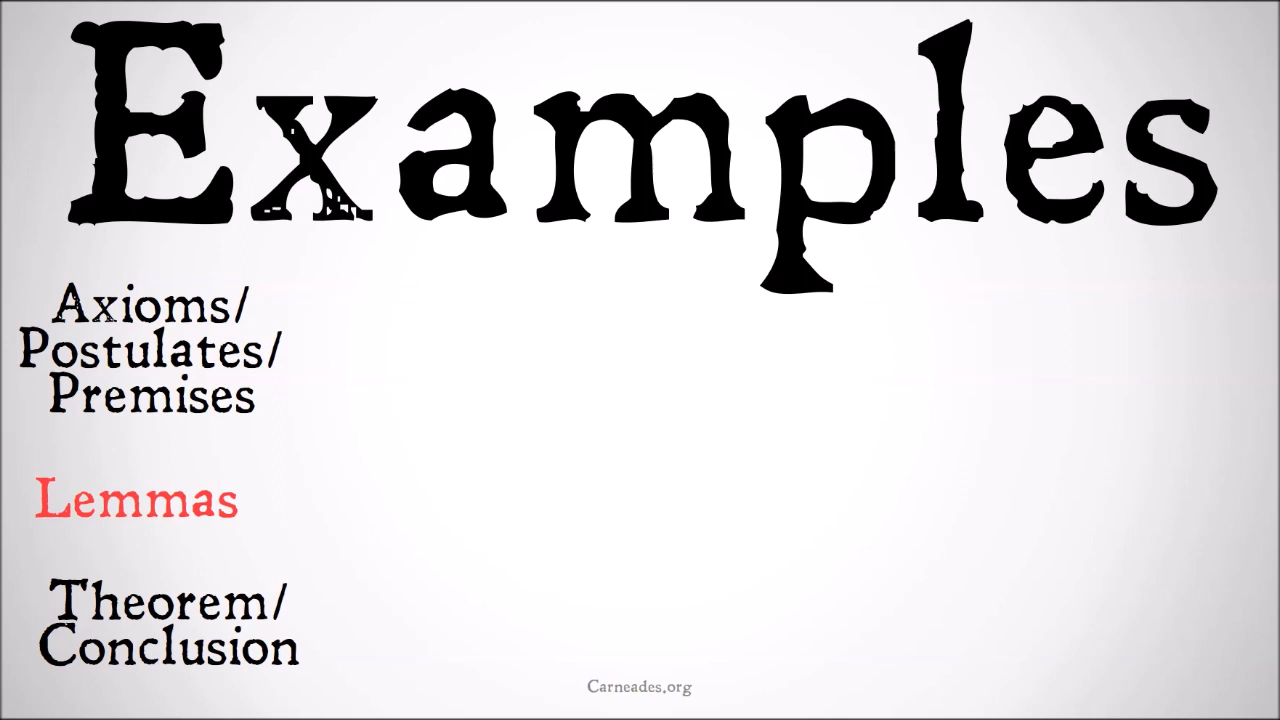 Examples
Axioms/
Postulates/
Premises
Lemmas
Theorem/
Conclusion
Carneades.org